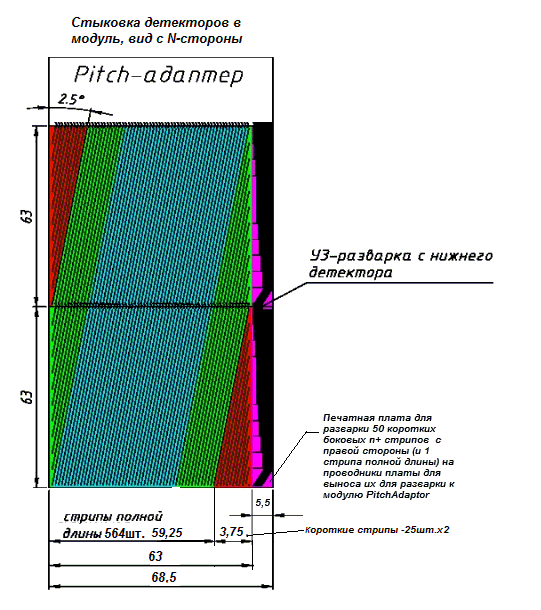 Стыковка детекторов в
модуль, вид с N-стороны
Pitch-адаптер
2.5°
63
УЗ-разварка с нижнего
детектора
63
Печатная плата для
разварки 50 коротких
боковых n+ стрипов с
правой стороны (и 1
стрипа полной длины) на
проводники платы для
выноса их для разварки к
модулю PitchAdaptor
5,5
стрипы полной
длины 564шт. 59,25
3,75
короткие стрипы -25шт.x2
63
68,5